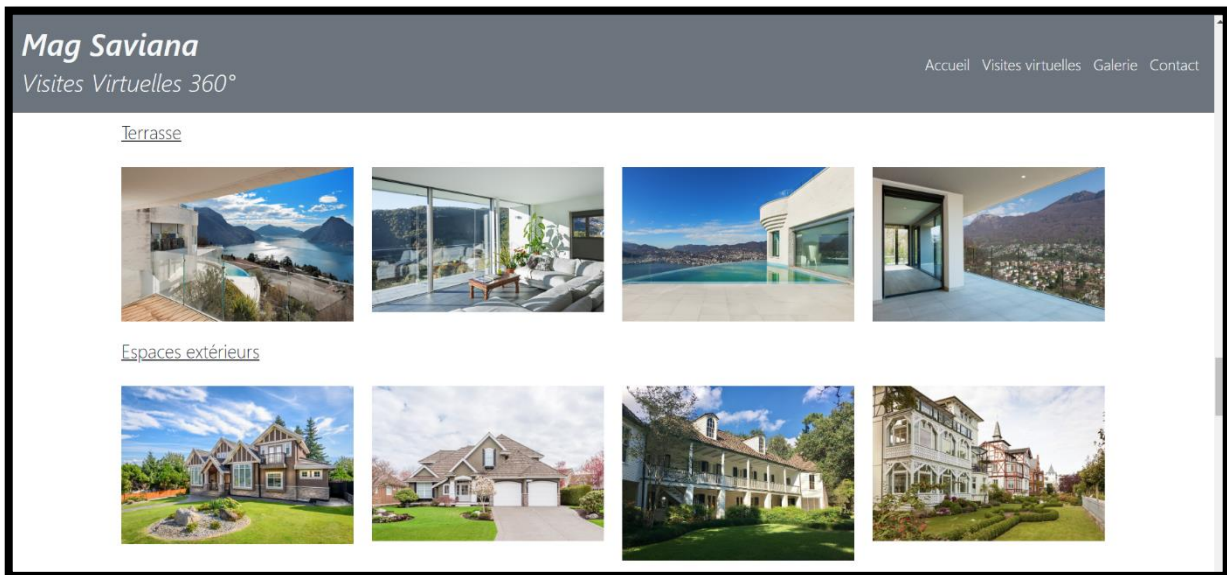 Mag Saviana
Visites Virtuelles 360°
Accueil Visites virtuelles Galerie Contact
Terrasse
Espaces extérieurs